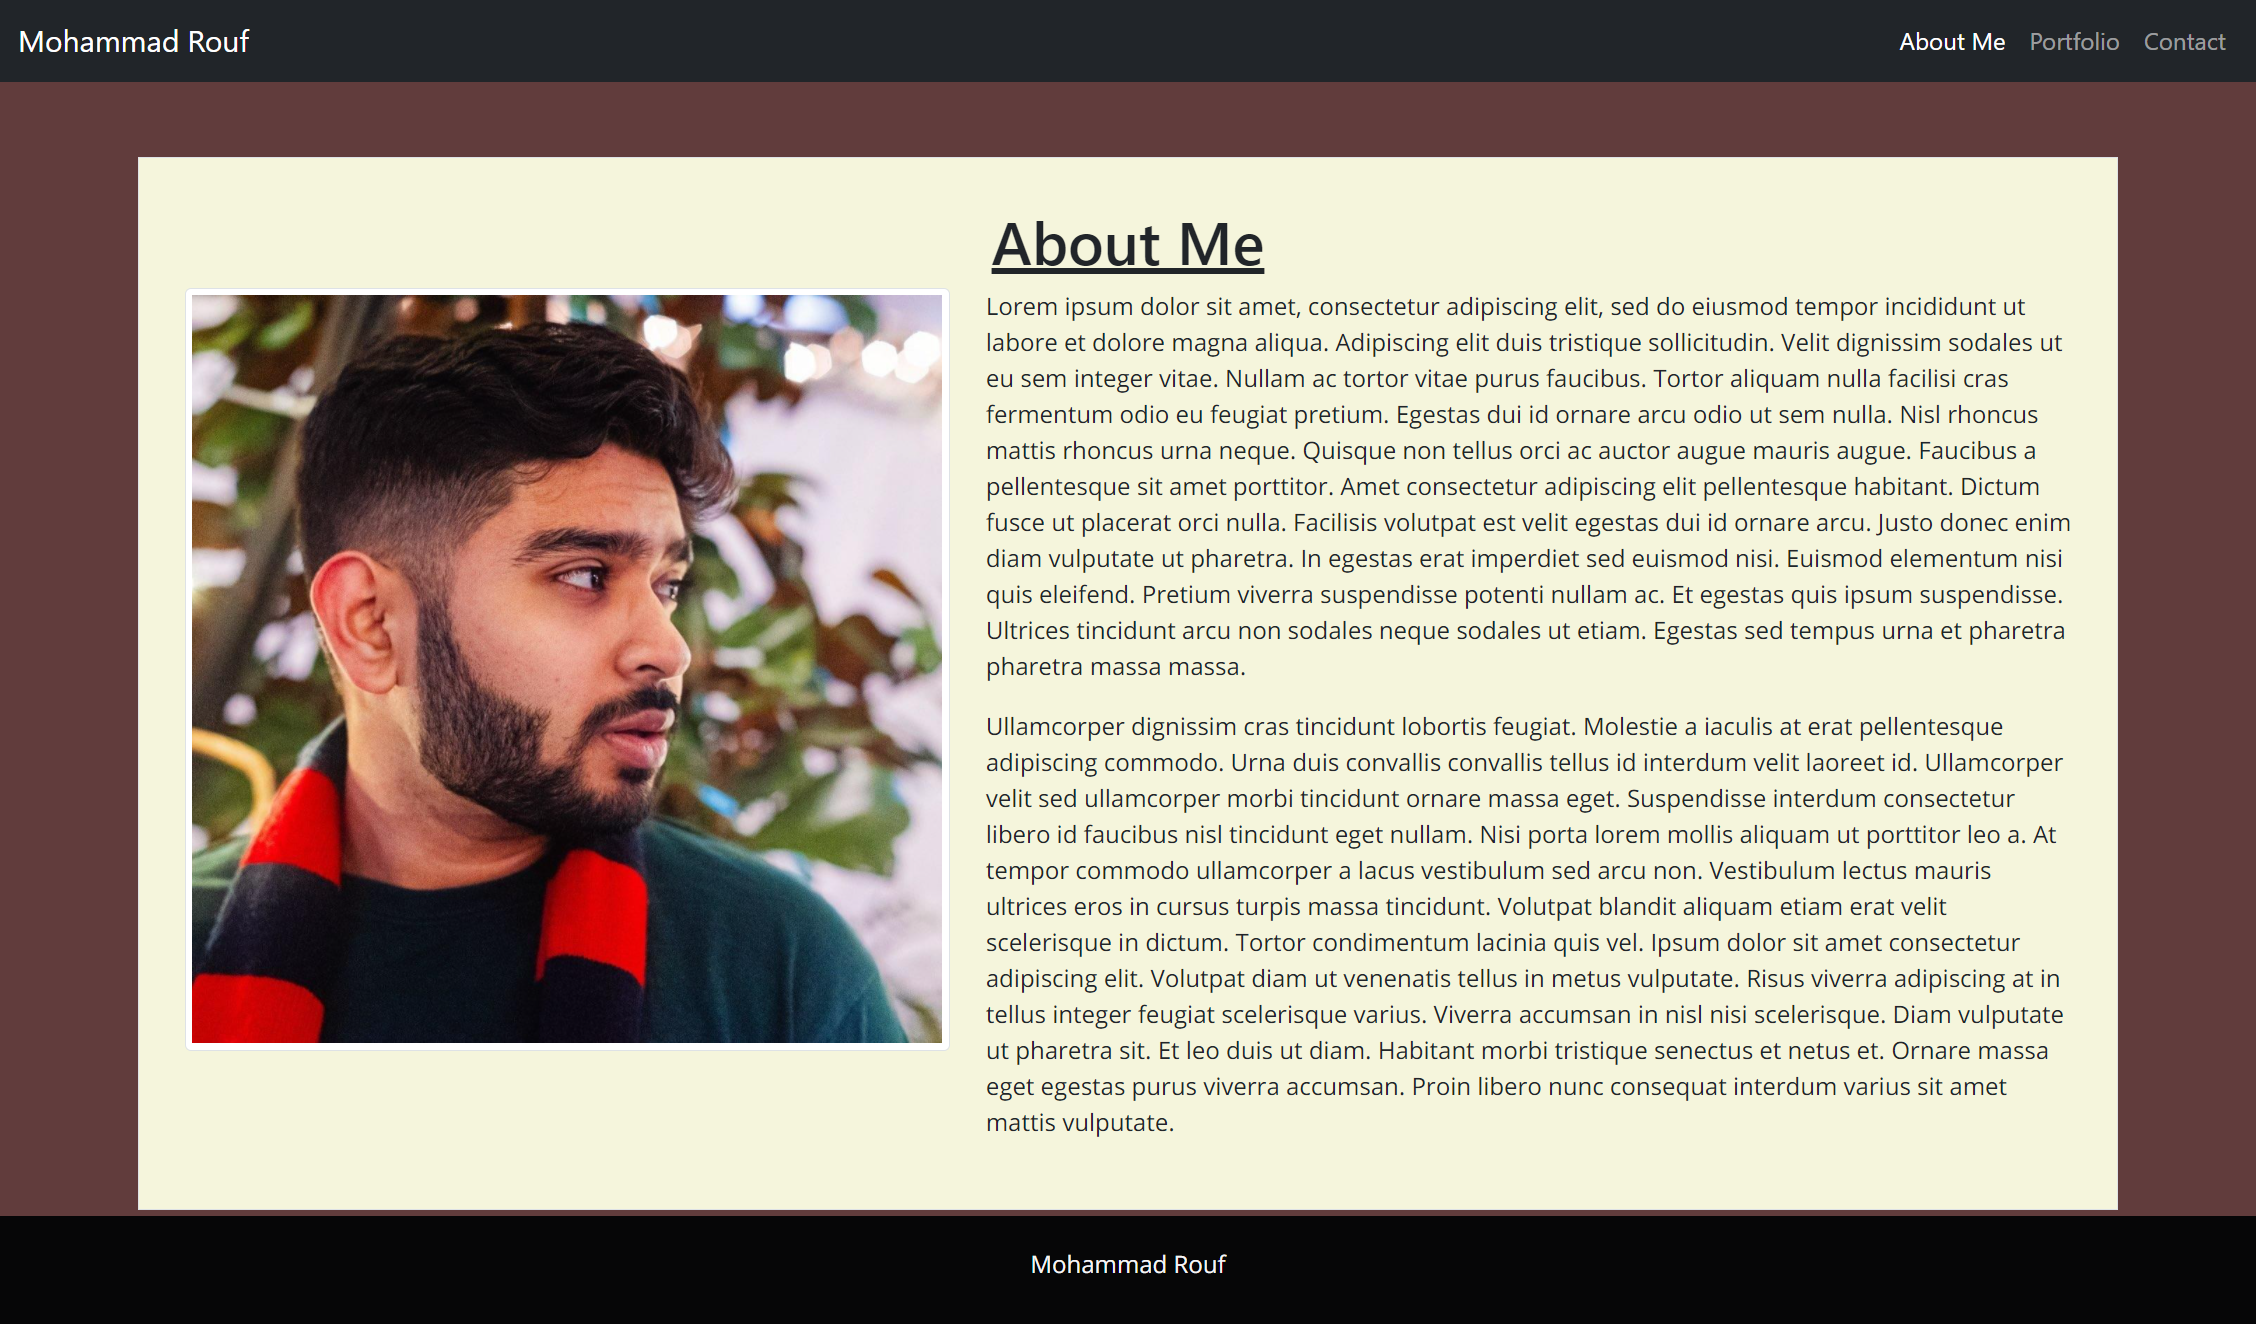 Mohammad Rouf
About Me Portfolio Contact
About Me
Lorem ipsum dolor sit amet, consectetur adipiscing elit, sed do eiusmod tempor incididunt ut
labore et dolore magna aliqua. Adipiscing elit duis tristique sollicitudin. Velit dignissim sodales ut
eu sem integer vitae. Nullam ac tortor vitae purus faucibus. Tortor aliquam nulla facilisi cras
fermentum odio eu feugiat pretium. Egestas dui id ornare arcu odio ut sem nulla. Nisl rhoncus
mattis rhoncus urna neque. Quisque non tellus orci ac auctor augue mauris augue. Faucibus a
pellentesque sit amet porttitor. Amet consectetur adipiscing elit pellentesque habitant. Dictum
fusce ut placerat orci nulla. Facilisis volutpat est velit egestas dui id ornare arcu. Justo donec enim
diam vulputate ut pharetra. In egestas erat imperdiet sed euismod nisi. Euismod elementum nisi
quis eleifend. Pretium viverra suspendisse potenti nullam ac. Et egestas quis ipsum suspendisse.
Ultrices tincidunt arcu non sodales neque sodales ut etiam. Egestas sed tempus urna et pharetra
pharetra massa massa.
Ullamcorper dignissim cras tincidunt lobortis feugiat. Molestie a iaculis at erat pellentesque
adipiscing commodo. Urna duis convallis convallis tellus id interdum velit laoreet id. Ullamcorper
velit sed ullamcorper morbi tincidunt ornare massa eget. Suspendisse interdum consectetur
libero id faucibus nisl tincidunt eget nullam. Nisi porta lorem mollis aliquam ut porttitor leo a. At
tempor commodo ullamcorper a lacus vestibulum sed arcu non. Vestibulum lectus mauris
ultrices eros in cursus turpis massa tincidunt. Volutpat blandit aliquam etiam erat velit
scelerisque in dictum. Tortor condimentum lacinia quis vel. Ipsum dolor sit amet consectetur
adipiscing elit. Volutpat diam ut venenatis tellus in metus vulputate. Risus viverra adipiscing at in
tellus integer feugiat scelerisque varius. Viverra accumsan in nisl nisi scelerisque. Diam vulputate
ut pharetra sit. Et leo duis ut diam. Habitant morbi tristique senectus et netus et. Ornare massa
eget egestas purus viverra accumsan. Proin libero nunc consequat interdum varius sit amet
mattis vulputate.
Mohammad Rouf